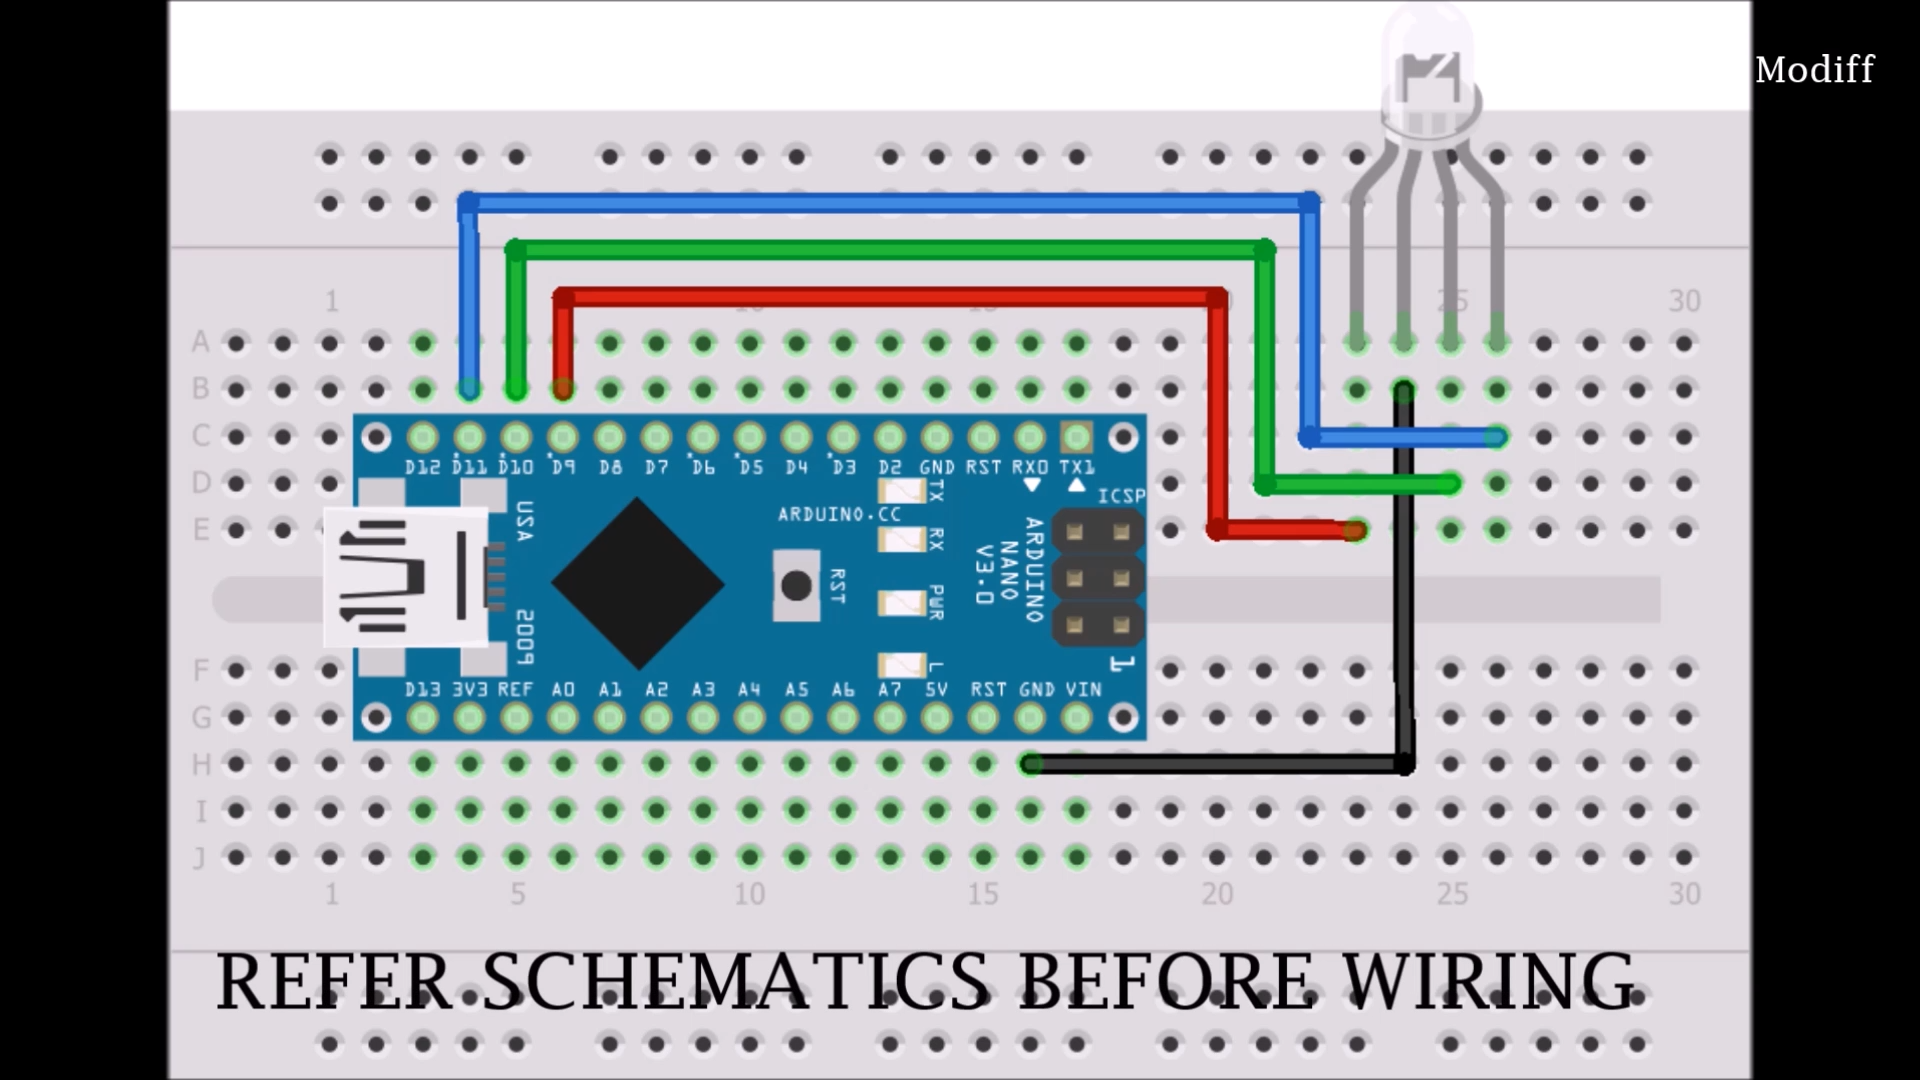 Modiff
1 10 15 20 25 30
A
B
C
D12 D11 D10 D9 D8 D7 D6 D5 D4 D3 D2 GND RST RX0 TX1
D
TX
ICSP
USA
ARDUINO.CC
E
RX
ARDUINO
NANO
V3.0
RST
PWR
2009
L
1
F
D13 3V3 REF A0 A1 A2 A3 A4 A5 A6 A7 5V RST GND VIN
G
H
I
J
1 5 10 15 20 25 30
REFER SCHEMATICS BEFORE WIRING